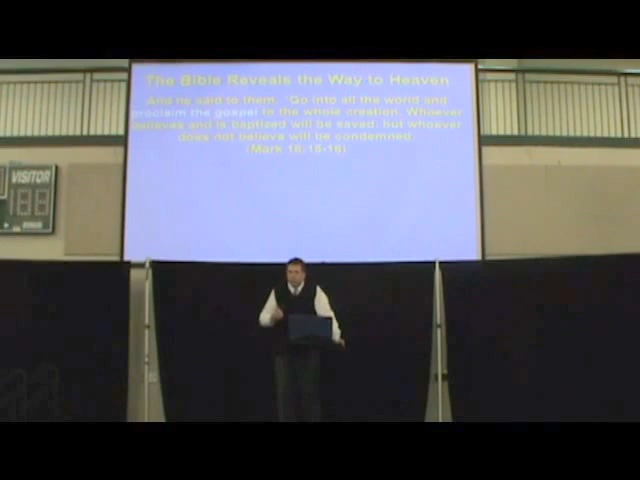 The Bible Reveals the Way to Heaven
And he said to them, "Go into all the world and
proclaim the gospel to the whole creation. Whoever
believes and is baptized will be saved, but whoever
does not believe will be condemned.
(Mark 16:15-16)
VISITOR
188